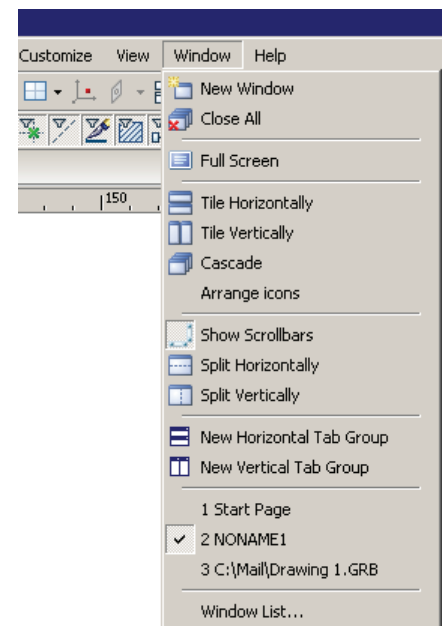 Customize View Window Help
New Window
Close All
Full Screen
150
Tile Horizontally
Tile Vertically
Cascade
Arrange icons
Show Scrollbars
Split Horizontally
Split Vertically
New Horizontal Tab Group
New Vertical Tab Group
1 Start Page
2 NONAME1
3 C:\Mail\Drawing 1.GRB
Window List...